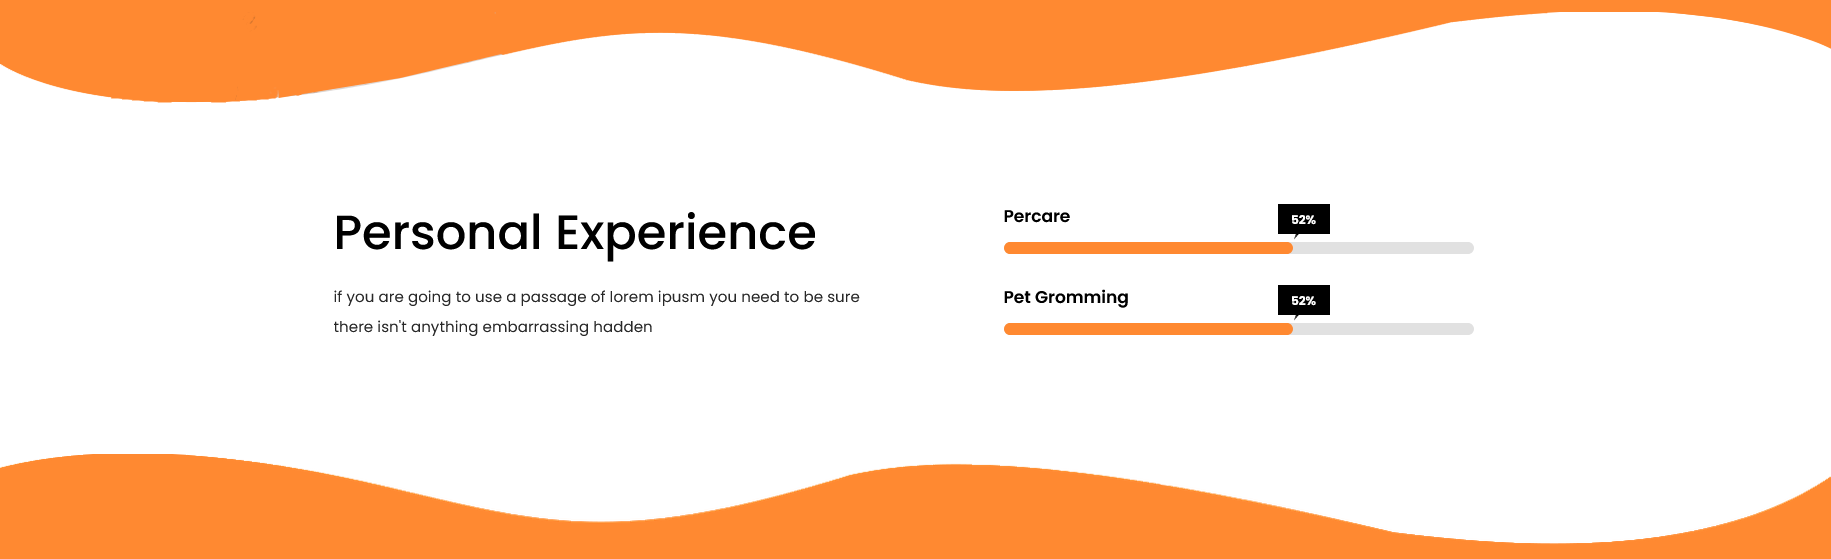 Personal Experience
if you are going to use a passage of lorem ipusm you need to be sure
there isn't anything embarrassing hadden
Percare
52%
Pet Gromming
52%